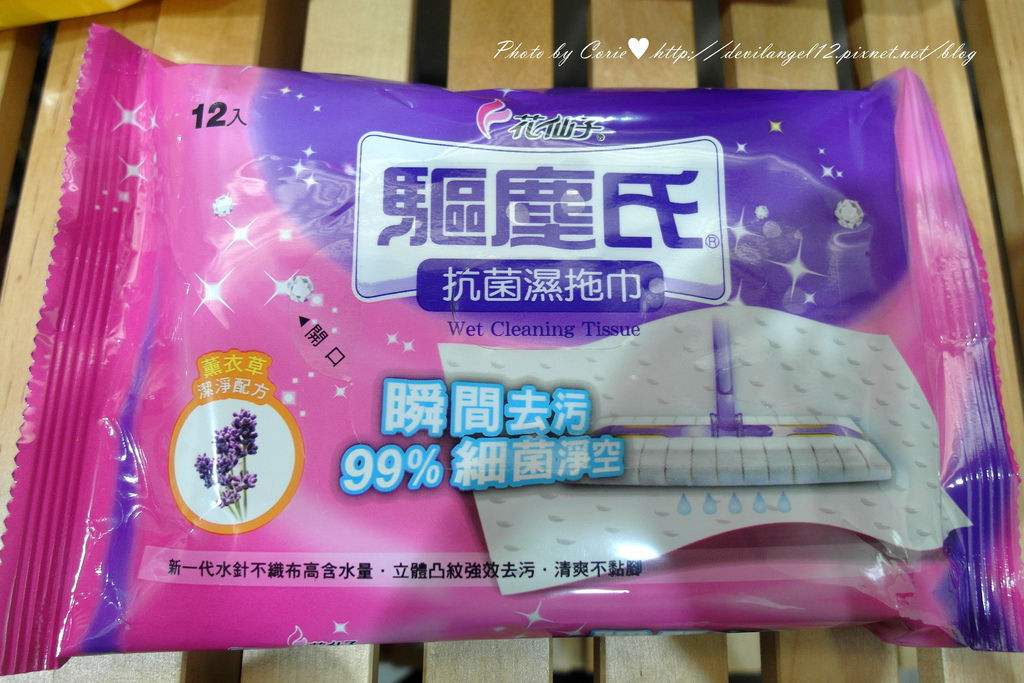 Photo by Corie♥http://devilangel12.pixnet.net/blog
12入
花仙子®
驅塵氏®
抗菌濕拖巾
Wet Cleaning Tissue
▲開口
薰衣草
潔淨配方
瞬間去污
99%細菌淨空
新一代水針不織布高含水量·立體凸紋強效去污·清爽不黏腳
花仙子